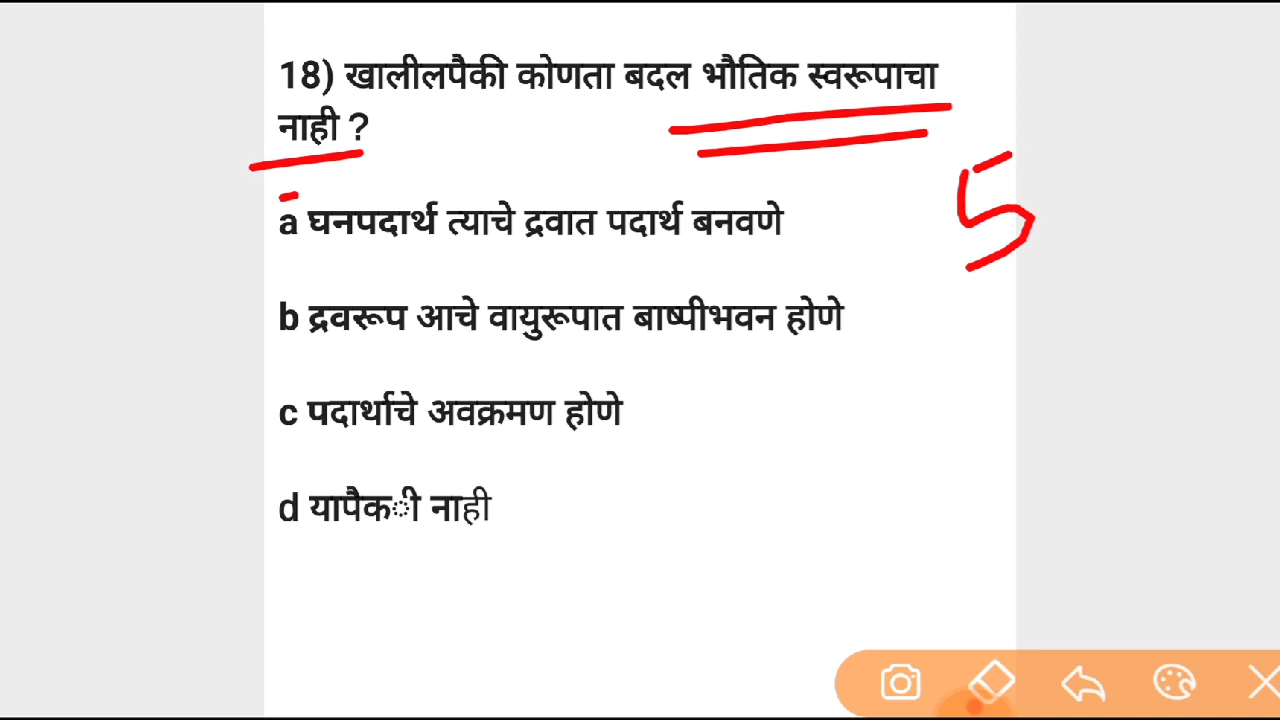 18) खालीलपैकी कोणता बदल भौतिक स्वरूपाचा
नाही ?
5
a घनपदार्थ त्याचे द्रवात पदार्थ बनवणे
b द्रवरूप आचे वायुरूपात बाष्पीभवन होणे
c पदार्थाचे अवक्रमण होणे
d यापैक◌ी नाही